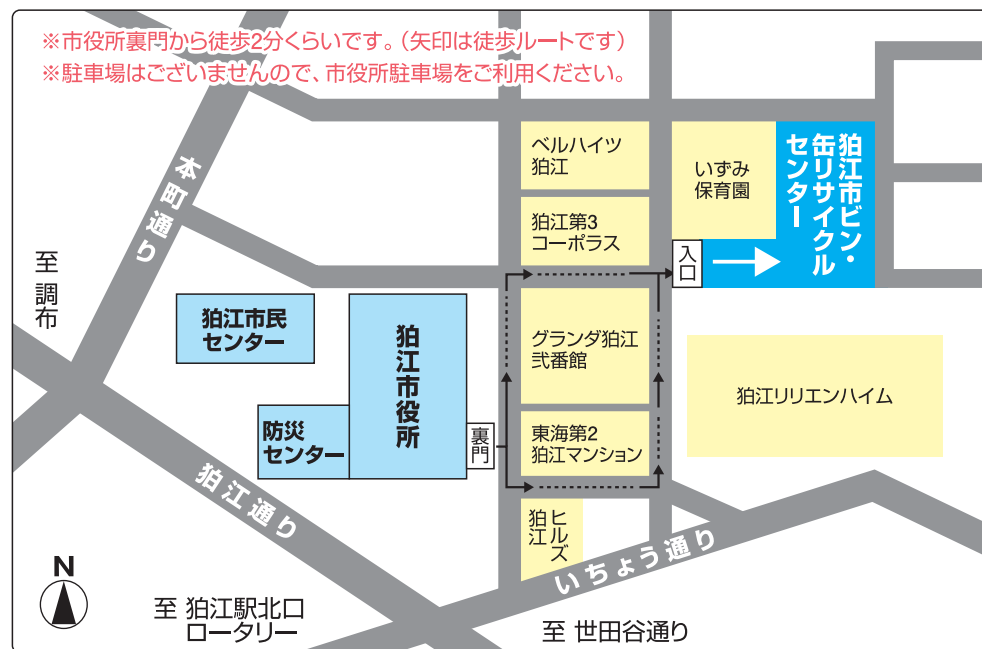 ※市役所裏門から徒歩2分くらいです。（矢印は徒歩ルートです）
※駐車場はございませんので、市役所駐車場をご利用ください。
本町通り
至 調布
ベルハイツ
狛江
狛江第3
コーポラス
いずみ
保育園
狛江市ビン・
缶リサイクル
センター
入口
狛江市民
センター
狛江市役所
防災
センター
裏門
グランダ狛江
弐番館
東海第2
狛江マンション
狛江リリエンハイム
ヒルズ
狛江
狛江通り
いちょう通り
N
至 狛江駅北口
ロータリー
至 世田谷通り